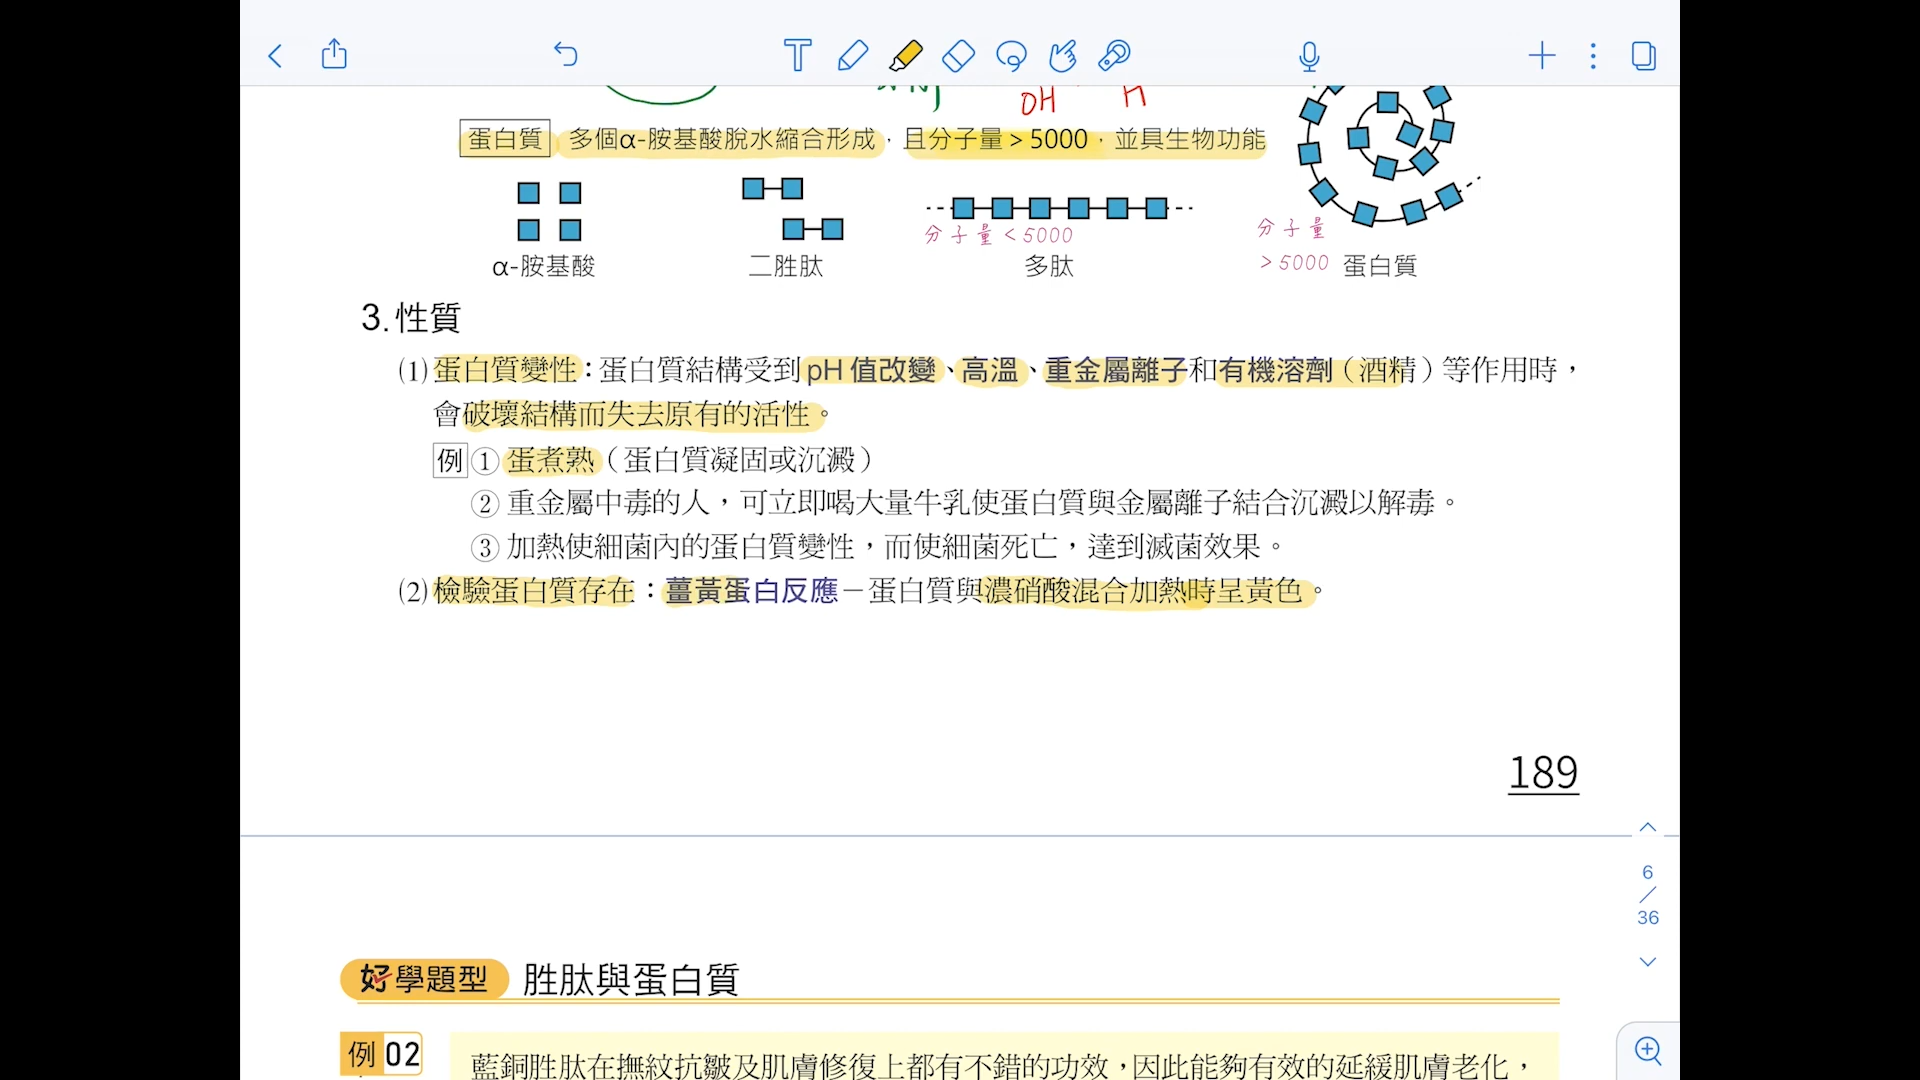 OH H
蛋白質 多個α-胺基酸脫水縮合形成，且分子量 > 5000，並具生物功能
分子量 < 5000
分子量
> 5000
α-胺基酸 二胜肽 多肽 蛋白質
3. 性質
(1) 蛋白質變性：蛋白質結構受到 pH 值改變、高溫、重金屬離子和有機溶劑（酒精）等作用時，
會破壞結構而失去原有的活性。
例 ① 蛋煮熟（蛋白質凝固或沉澱）
② 重金屬中毒的人，可立即喝大量牛乳使蛋白質與金屬離子結合沉澱以解毒。
③ 加熱使細菌內的蛋白質變性，而使細菌死亡，達到滅菌效果。
(2) 檢驗蛋白質存在：薑黃蛋白反應－蛋白質與濃硝酸混合加熱時呈黃色。
189
6
/
36
好學題型 胜肽與蛋白質
例 02 藍銅胜肽在撫紋抗皺及肌膚修復上都有不錯的功效，因此能夠有效的延緩肌膚老化，